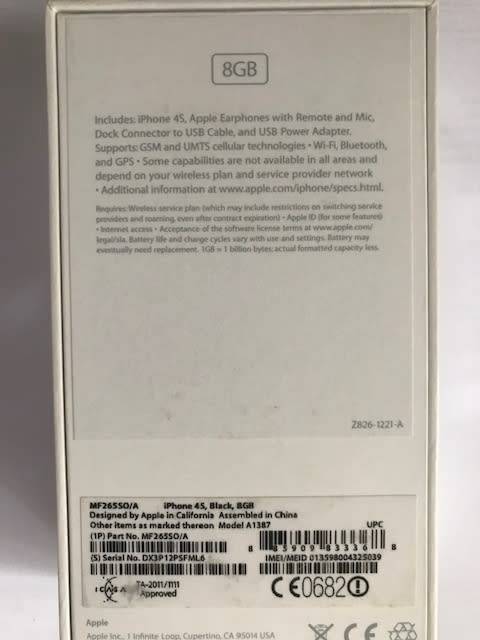 8GB
Includes: iPhone 4S, Apple Earphones with Remote and Mic,
Dock Connector to USB Cable, and USB Power Adapter.
Supports: GSM and UMTS cellular technologies • Wi-Fi, Bluetooth,
and GPS • Some capabilities are not available in all areas and
depend on your wireless plan and service provider network
• Additional information at www.apple.com/iphone/specs.html.
Requires: Wireless service plan (which may include restrictions on switching service
providers and roaming, even after contract expiration) • Apple ID (for some features)
• Internet access • Acceptance of the software license terms at www.apple.com/
legal/sla. Battery life and charge cycles vary with use and settings. Battery may
eventually need replacement. 1GB = 1 billion bytes; actual formatted capacity less.
Z826-1221-A
MF265SO/A iPhone 4S, Black, 8GB
Designed by Apple in California Assembled in China
Other items as marked thereon Model A1387
UPC
(1P) Part No. MF265SO/A
8 85909 83336 8
(S) Serial No. DX3P12PSFML6
IMEI/MEID 013598004325039
ICASA TA-2011/1111
Approved
CE0682
Apple
Apple Inc., 1 Infinite Loop, Cupertino, CA 95014 USA
CE